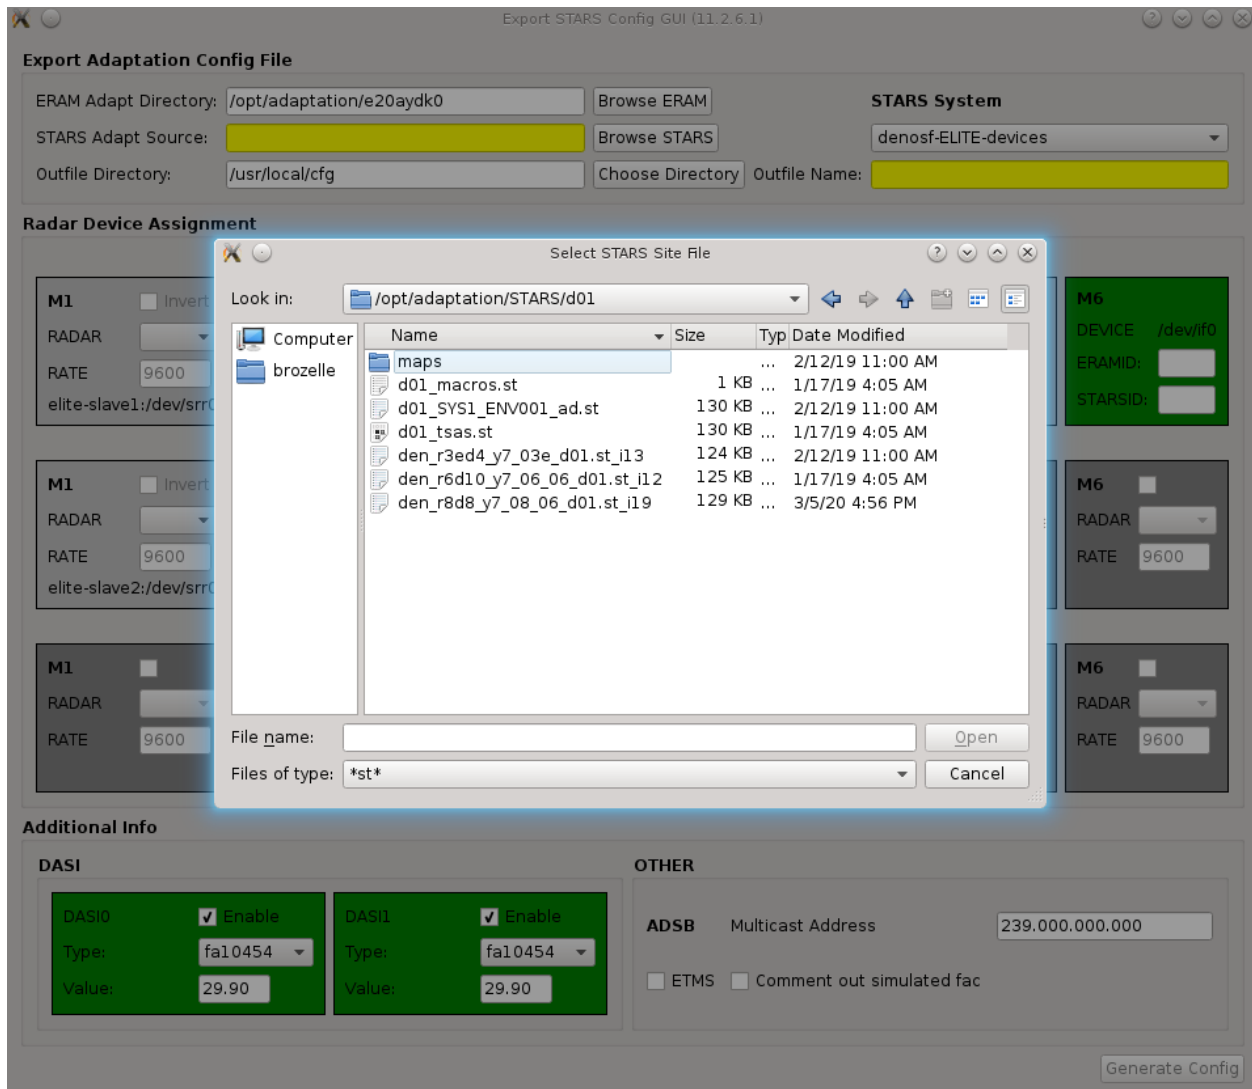 Export STARS Config GUI (11.2.6.1)
Export Adaptation Config File
ERAM Adapt Directory: /opt/adaptation/e20aydk0 Browse ERAM STARS System
STARS Adapt Source: Browse STARS denosf-ELITE-devices
Outfile Directory: /usr/local/cfg Choose Directory Outfile Name:
Radar Device Assignment
Select STARS Site File
Look in: /opt/adaptation/STARS/d01
Computer
brozelle
Name Size Typ Date Modified
maps ... 2/12/19 11:00 AM
d01_macros.st 1 KB ... 1/17/19 4:05 AM
d01_SYS1_ENV001_ad.st 130 KB ... 2/12/19 11:00 AM
d01_tsas.st 130 KB ... 1/17/19 4:05 AM
den_r3ed4_y7_03e_d01.st_i13 124 KB ... 2/12/19 11:00 AM
den_r6d10_y7_06_06_d01.st_i12 125 KB ... 1/17/19 4:05 AM
den_r8d8_y7_08_06_d01.st_i19 129 KB ... 3/5/20 4:56 PM
File name: Open
Files of type: *st* Cancel
M1 Invert
RADAR
RATE 9600
elite-slave1:/dev/srr0
M6
DEVICE /dev/if0
ERAMID:
STARSID:
M1 Invert
RADAR
RATE 9600
elite-slave2:/dev/srr0
M6
RADAR
RATE 9600
M1
RADAR
RATE 9600
M6
RADAR
RATE 9600
Additional Info
DASI
DASI0 Enable
Type: fa10454
Value: 29.90
DASI1 Enable
Type: fa10454
Value: 29.90
OTHER
ADSB Multicast Address 239.000.000.000
ETMS Comment out simulated fac
Generate Config